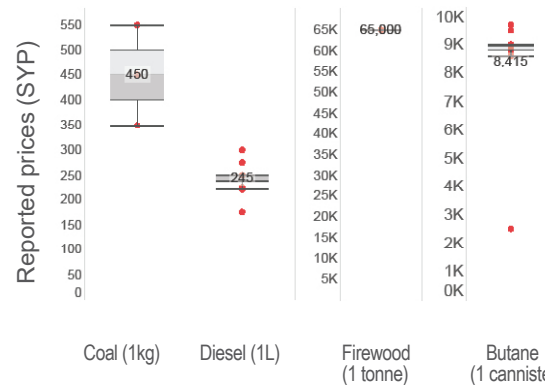 Reported prices (SYP)
550
500
450
400
350
300
250
200
150
100
50
0
450
245
65K
60K
55K
50K
45K
40K
35K
30K
25K
20K
15K
10K
5K
65,000
10K
9K
8K
7K
6K
5K
4K
3K
2K
1K
0K
8,415
Coal (1kg)
Diesel (1L)
Firewood
(1 tonne)
Butane
(1 canniste